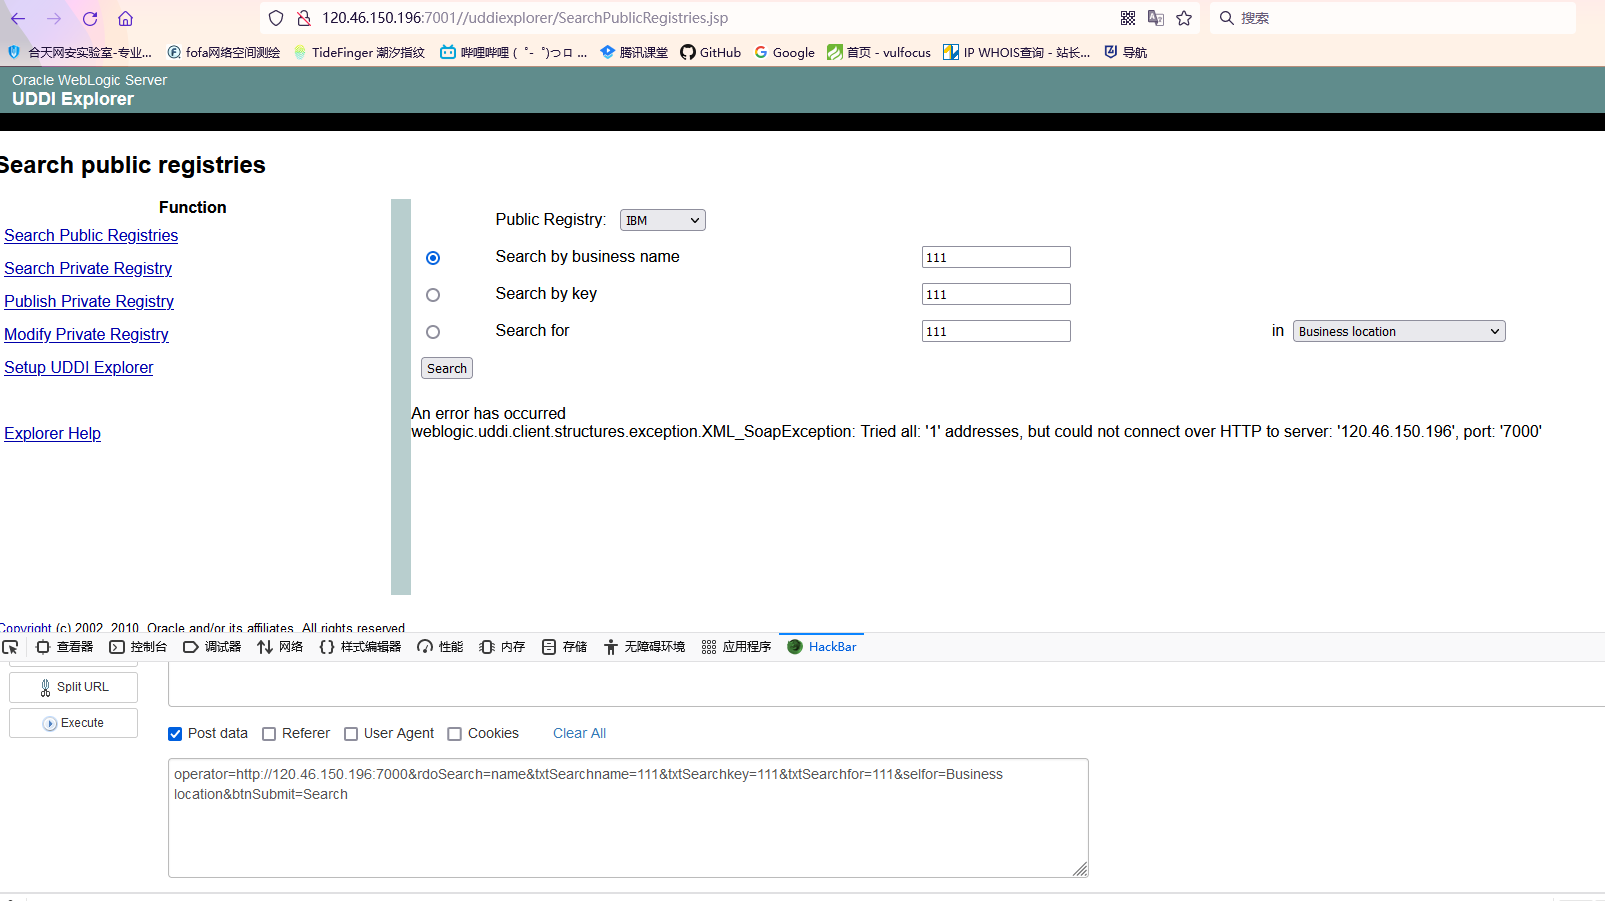 120.46.150.196:7001//uddiexplorer/SearchPublicRegistries.jsp
搜索
合天网安实验室-专业...
fofa网络空间测绘
TideFinger 潮汐指纹
哔哩哔哩 ( ゜- ゜)つロ ...
腾讯课堂
GitHub
Google
首页 - vulfocus
IP WHOIS查询 - 站长...
导航
Oracle WebLogic Server
UDDI Explorer
Search public registries
Function
Search Public Registries
Search Private Registry
Publish Private Registry
Modify Private Registry
Setup UDDI Explorer
Explorer Help
Public Registry: IBM
Search by business name 111
Search by key 111
Search for 111 in Business location
Search
An error has occurred
weblogic.uddi.client.structures.exception.XML_SoapException: Tried all: '1' addresses, but could not connect over HTTP to server: '120.46.150.196', port: '7000'
Copyright (c) 2002, 2010, Oracle and/or its affiliates. All rights reserved.
查看器
控制台
调试器
网络
样式编辑器
性能
内存
存储
无障碍环境
应用程序
HackBar
Split URL
Execute
Post data
Referer
User Agent
Cookies
Clear All
operator=http://120.46.150.196:7000&rdoSearch=name&txtSearchname=111&txtSearchkey=111&txtSearchfor=111&selfor=Business
location&btnSubmit=Search